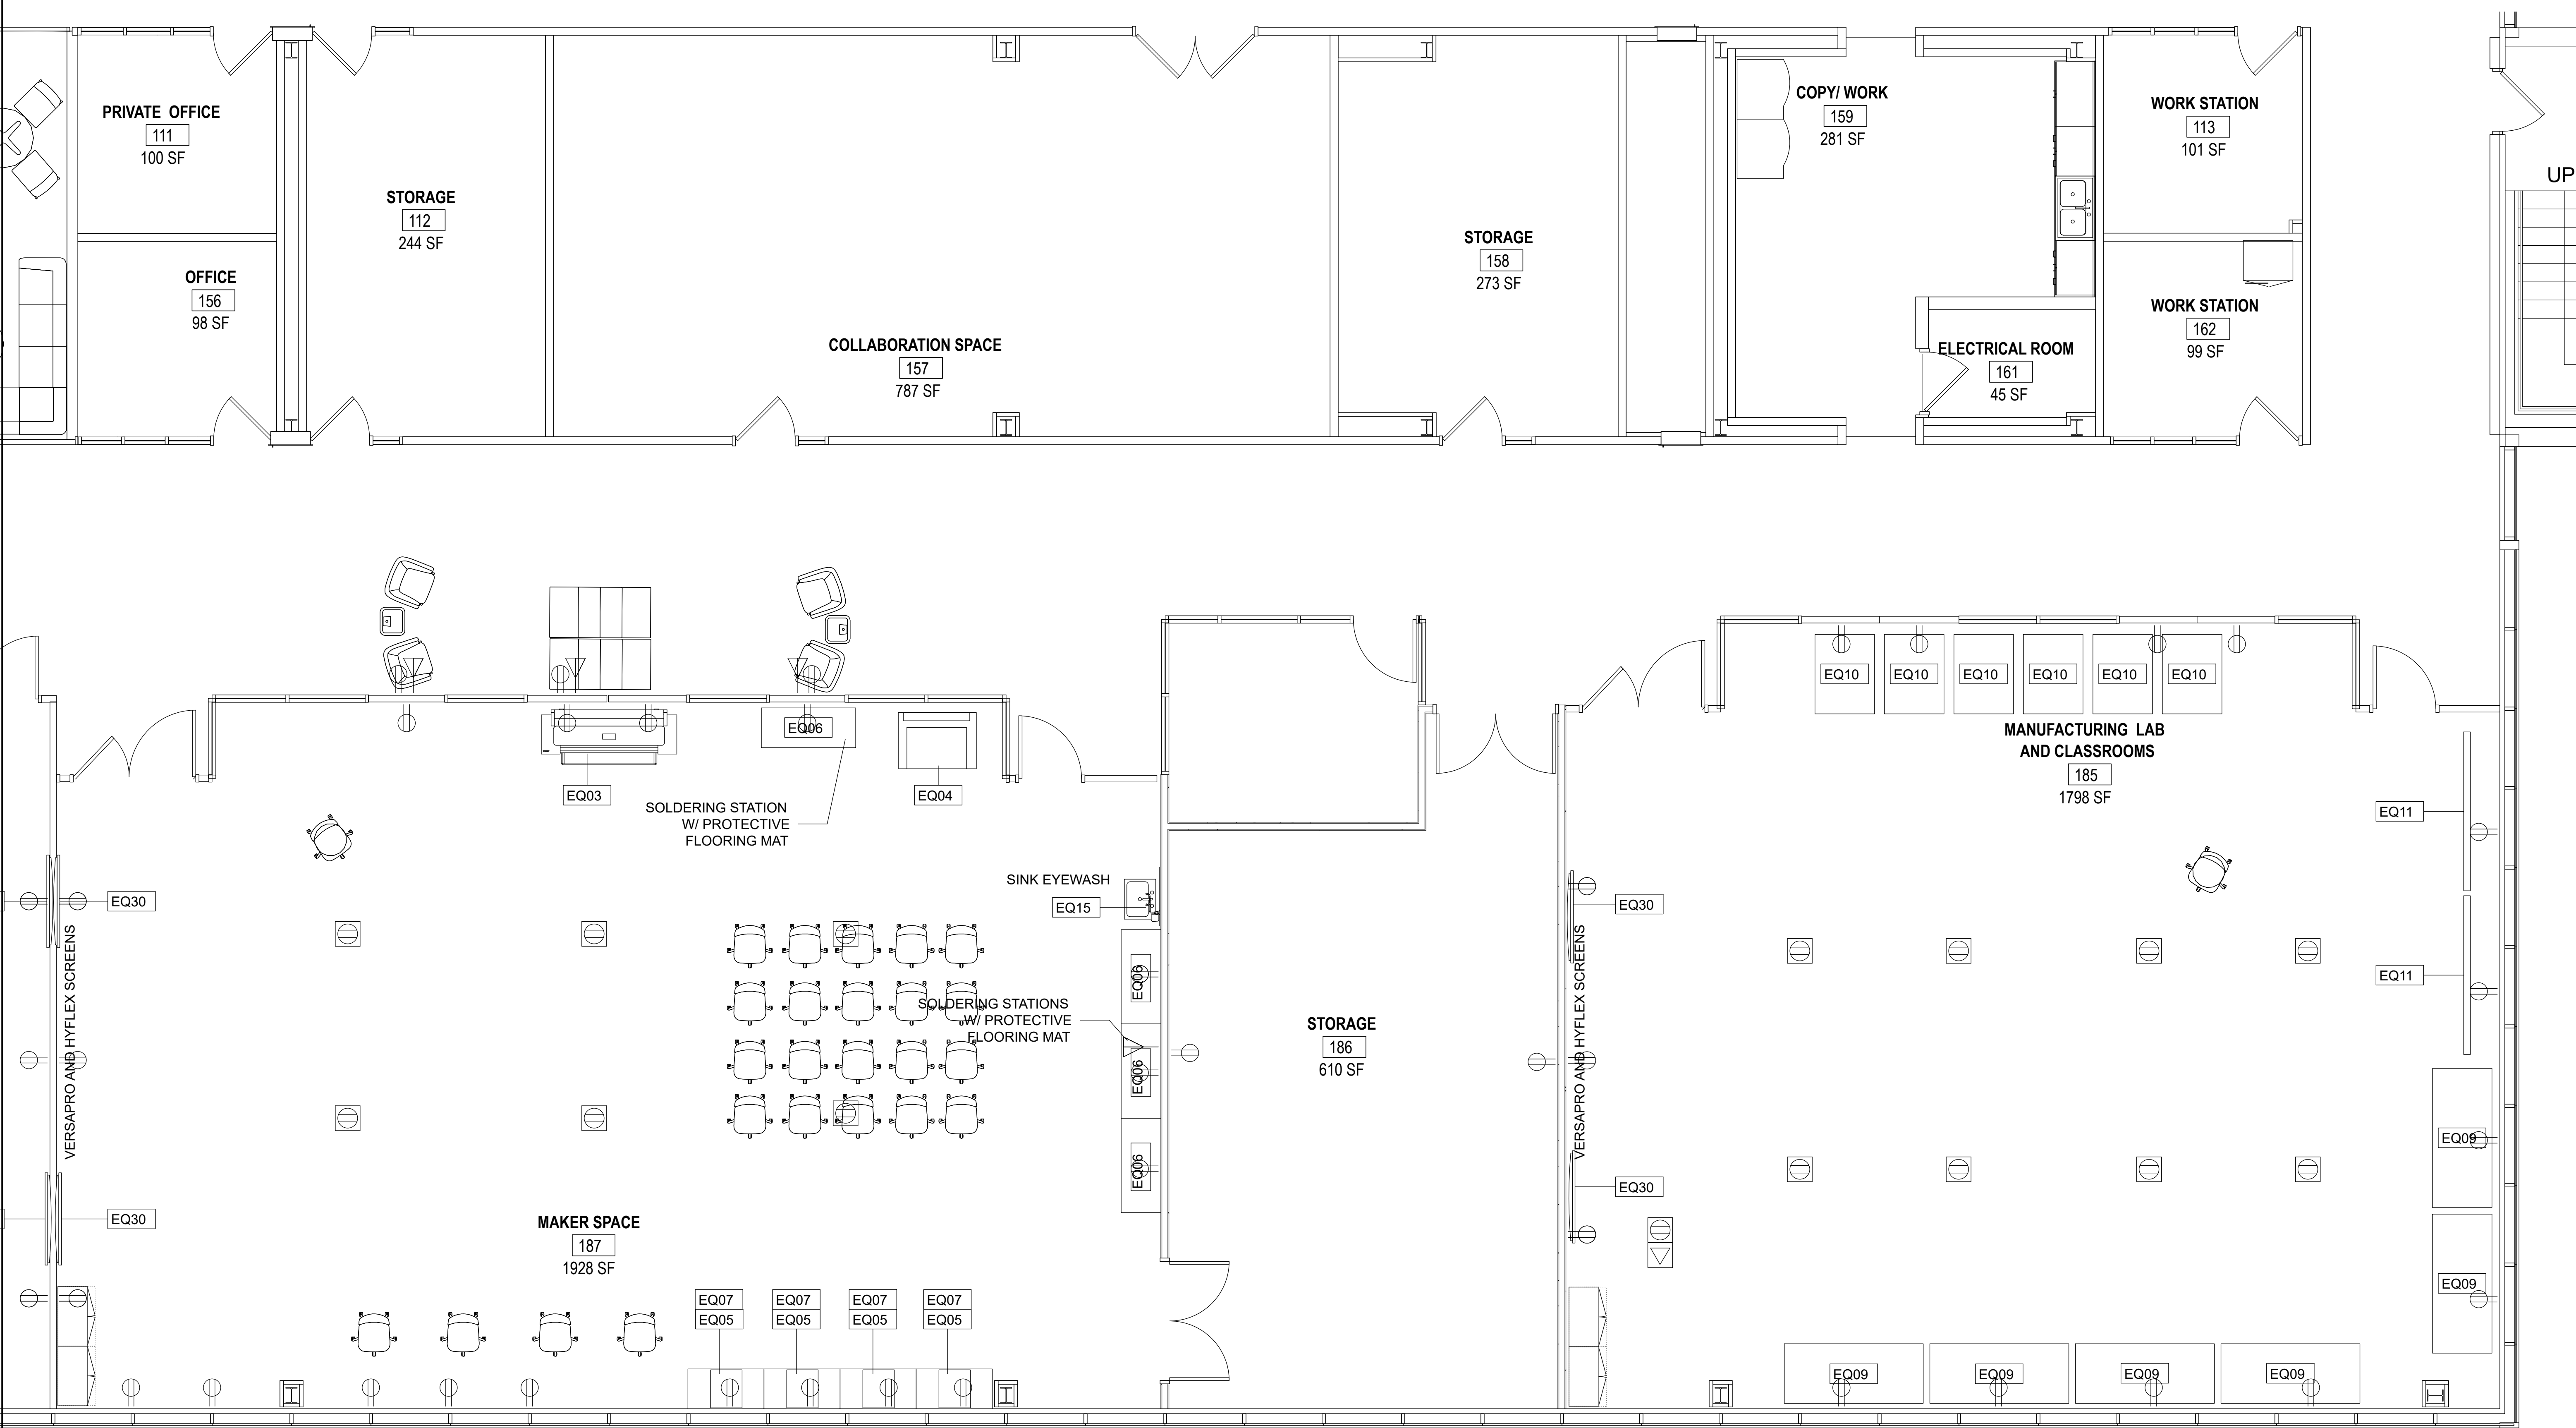 PRIVATE  OFFICE
111
100 SF
OFFICE
156
98 SF
STORAGE
112
244 SF
COLLABORATION SPACE
157
787 SF
STORAGE
158
273 SF
COPY/ WORK
159
281 SF
ELECTRICAL ROOM
161
45 SF
WORK STATION
113
101 SF
WORK STATION
162
99 SF
UP
EQ03
EQ06
EQ04
SOLDERING STATION
W/ PROTECTIVE
FLOORING MAT
SINK EYEWASH
EQ15
EQ30
VERSAPRO AND HYFLEX SCREENS
EQ30
EQ06
SOLDERING STATIONS
W/ PROTECTIVE
FLOORING MAT
EQ06
EQ06
MAKER SPACE
187
1928 SF
EQ07
EQ07
EQ07
EQ07
EQ05
EQ05
EQ05
EQ05
STORAGE
186
610 SF
EQ10
EQ10
EQ10
EQ10
EQ10
EQ10
MANUFACTURING  LAB
AND CLASSROOMS
185
1798 SF
EQ11
EQ11
EQ30
VERSAPRO AND HYFLEX SCREENS
EQ30
EQ09
EQ09
EQ09
EQ09
EQ09
EQ09